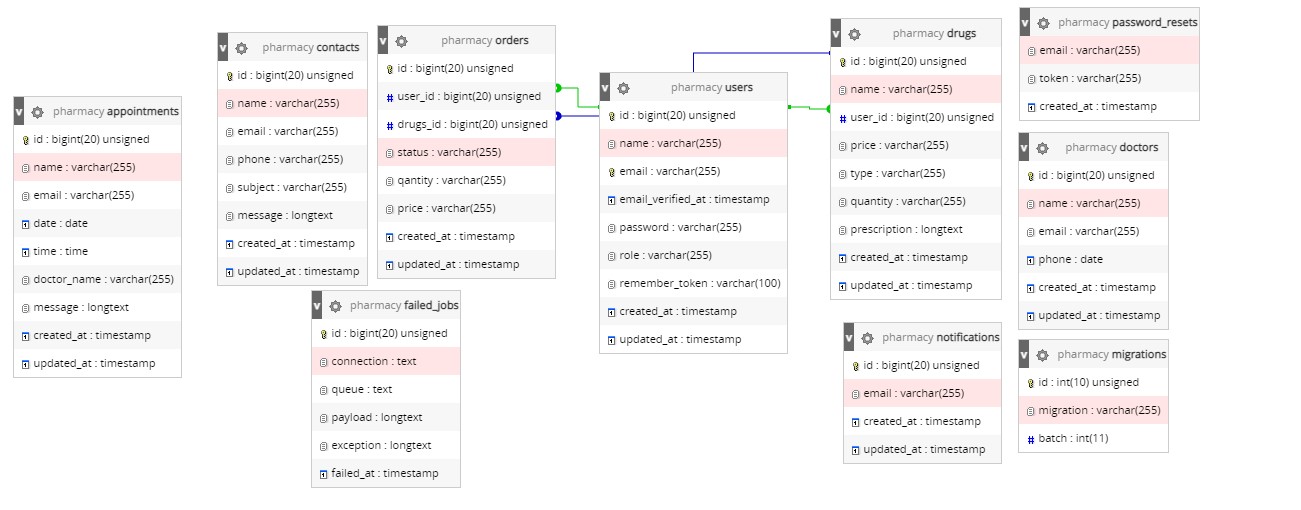 pharmacy appointments
id : bigint(20) unsigned
name : varchar(255)
email : varchar(255)
date : date
time : time
doctor_name : varchar(255)
message : longtext
created_at : timestamp
updated_at : timestamp
pharmacy contacts
id : bigint(20) unsigned
name : varchar(255)
email : varchar(255)
phone : varchar(255)
subject : varchar(255)
message : longtext
created_at : timestamp
updated_at : timestamp
pharmacy orders
id : bigint(20) unsigned
user_id : bigint(20) unsigned
drugs_id : bigint(20) unsigned
status : varchar(255)
qantity : varchar(255)
price : varchar(255)
created_at : timestamp
updated_at : timestamp
pharmacy failed_jobs
id : bigint(20) unsigned
connection : text
queue : text
payload : longtext
exception : longtext
failed_at : timestamp
pharmacy users
id : bigint(20) unsigned
name : varchar(255)
email : varchar(255)
email_verified_at : timestamp
password : varchar(255)
role : varchar(255)
remember_token : varchar(100)
created_at : timestamp
updated_at : timestamp
pharmacy drugs
id : bigint(20) unsigned
name : varchar(255)
user_id : bigint(20) unsigned
price : varchar(255)
type : varchar(255)
quantity : varchar(255)
prescription : longtext
created_at : timestamp
updated_at : timestamp
pharmacy notifications
id : bigint(20) unsigned
email : varchar(255)
created_at : timestamp
updated_at : timestamp
pharmacy password_resets
email : varchar(255)
token : varchar(255)
created_at : timestamp
pharmacy doctors
id : bigint(20) unsigned
name : varchar(255)
email : varchar(255)
phone : date
created_at : timestamp
updated_at : timestamp
pharmacy migrations
id : int(10) unsigned
migration : varchar(255)
batch : int(11)